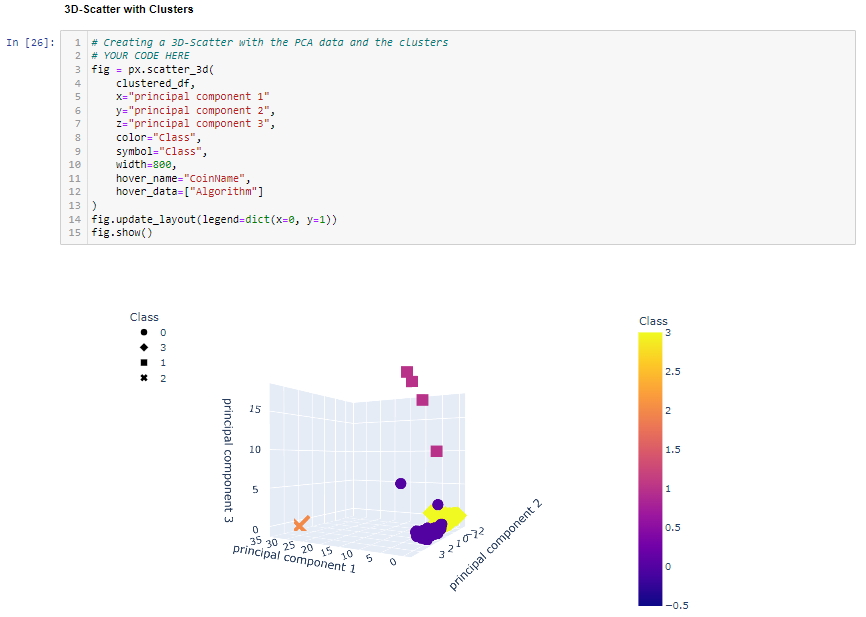 3D-Scatter with Clusters
In [26]:
1 # Creating a 3D-Scatter with the PCA data and the clusters
2 # YOUR CODE HERE
3 fig = px.scatter_3d(
4 clustered_df,
5 x="principal component 1"
6 y="principal component 2",
7 z="principal component 3",
8 color="Class",
9 symbol="Class",
10 width=800,
11 hover_name="CoinName",
12 hover_data=["Algorithm"]
13 )
14 fig.update_layout(legend=dict(x=0, y=1))
15 fig.show()
Class
0
3
1
2
principal component 3
15
10
5
0
35 30 25 20 15 10 5 0
principal component 1
3 2 1 0 −1 −2
principal component 2
Class
3
2.5
2
1.5
1
0.5
0
−0.5